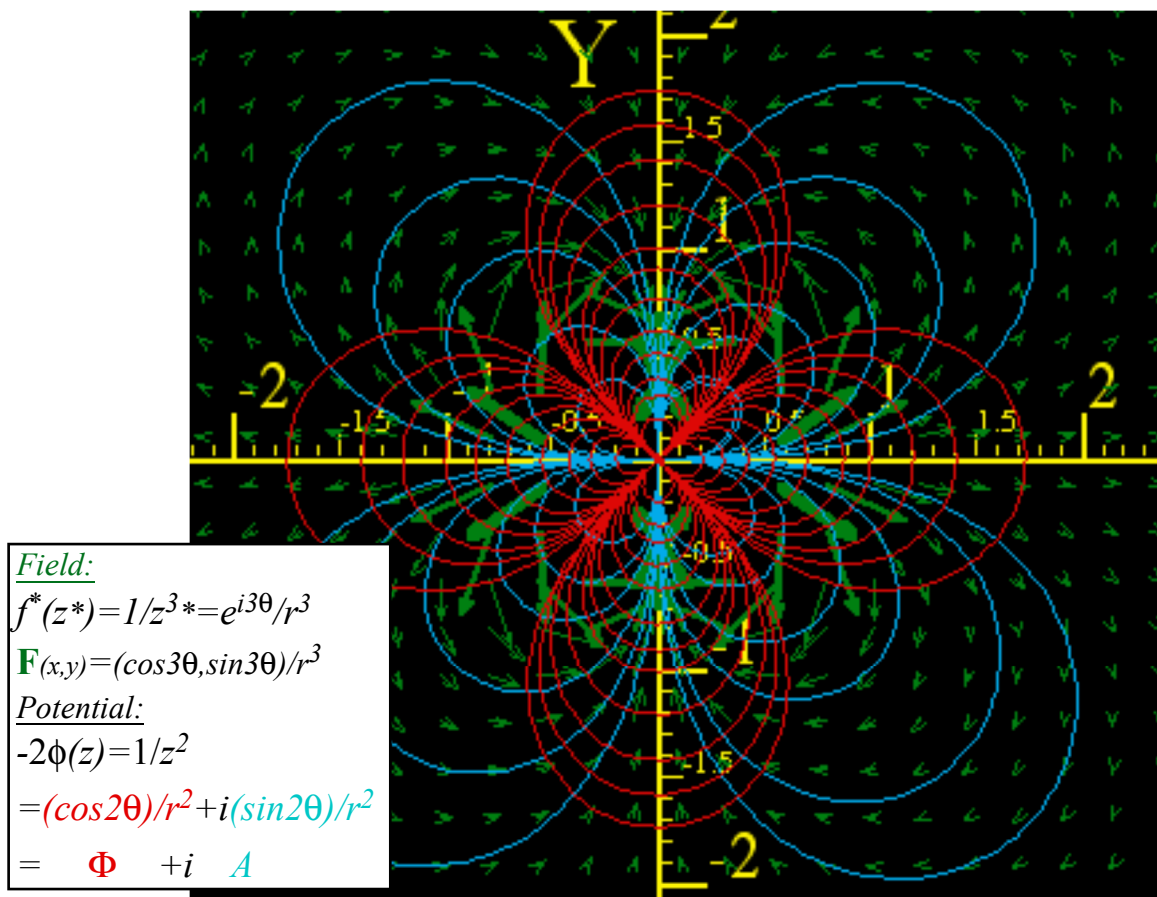 Y
2
1.5
1
0.5
-2
-1.5
-1
-0.5
0.5
1
1.5
2
-0.5
-1
-1.5
-2
Field:
f*(z*)=1/z³*=e^{i3θ}/r³
F(x,y)=(cos3θ,sin3θ)/r³
Potential:
-2ϕ(z)=1/z²
=(cos2θ)/r²+i(sin2θ)/r²
= Φ +i A